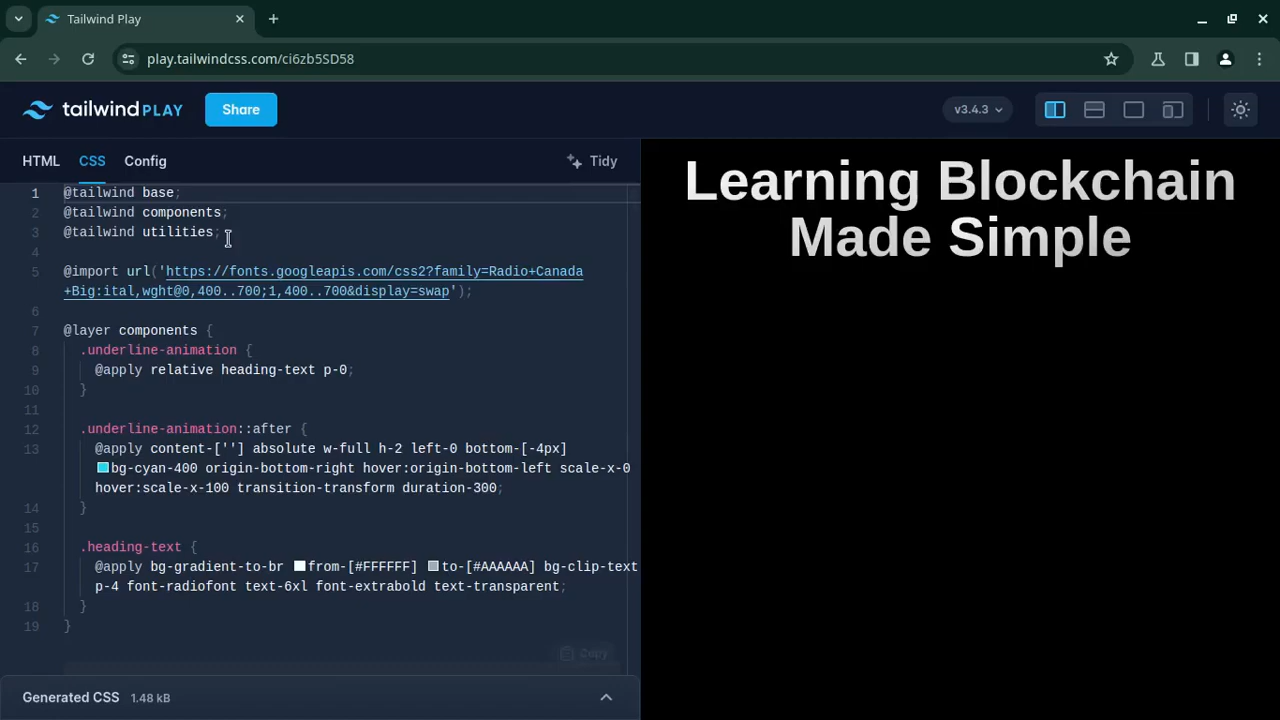 Tailwind Play
play.tailwindcss.com/ci6zb5SD58
tailwindPLAY
Share
v3.4.3
HTML CSS Config
Tidy
1 @tailwind base;
2 @tailwind components;
3 @tailwind utilities;
4
5 @import url('https://fonts.googleapis.com/css2?family=Radio+Canada
+Big:ital,wght@0,400..700;1,400..700&display=swap');
6
7 @layer components {
8 .underline-animation {
9 @apply relative heading-text p-0;
10 }
11
12 .underline-animation::after {
13 @apply content-[''] absolute w-full h-2 left-0 bottom-[-4px]
bg-cyan-400 origin-bottom-right hover:origin-bottom-left scale-x-0
hover:scale-x-100 transition-transform duration-300;
14 }
15
16 .heading-text {
17 @apply bg-gradient-to-br from-[#FFFFFF] to-[#AAAAAA] bg-clip-text
p-4 font-radiofont text-6xl font-extrabold text-transparent;
18 }
19 }
Copy
Generated CSS 1.48 kB
Learning Blockchain
Made Simple